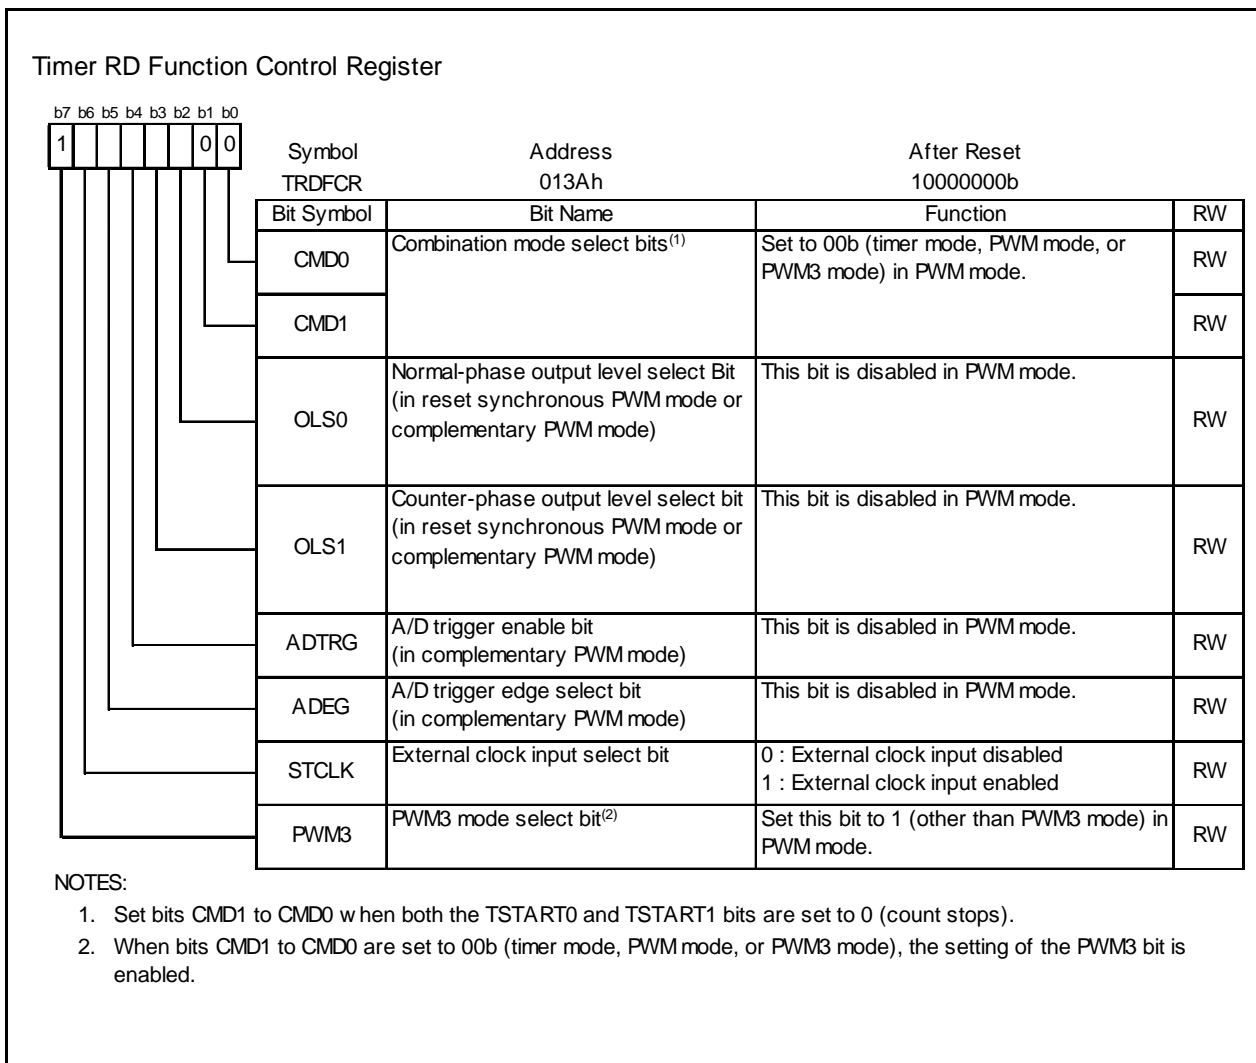 Timer RD Function Control Register
b7 b6 b5 b4 b3 b2 b1 b0
1 0 0
Symbol Address After Reset
TRDFCR 013Ah 10000000b
Bit Symbol Bit Name Function RW
CMD0 Combination mode select bits(1) Set to 00b (timer mode, PWM mode, or PWM3 mode) in PWM mode. RW
CMD1 RW
OLS0 Normal-phase output level select Bit This bit is disabled in PWM mode. RW
(in reset synchronous PWM mode or
complementary PWM mode)
OLS1 Counter-phase output level select bit This bit is disabled in PWM mode. RW
(in reset synchronous PWM mode or
complementary PWM mode)
ADTRG A/D trigger enable bit This bit is disabled in PWM mode. RW
(in complementary PWM mode)
ADEG A/D trigger edge select bit This bit is disabled in PWM mode. RW
(in complementary PWM mode)
STCLK External clock input select bit 0 : External clock input disabled RW
1 : External clock input enabled
PWM3 PWM3 mode select bit(2) Set this bit to 1 (other than PWM3 mode) in RW
PWM mode.
NOTES:
1. Set bits CMD1 to CMD0 when both the TSTART0 and TSTART1 bits are set to 0 (count stops).
2. When bits CMD1 to CMD0 are set to 00b (timer mode, PWM mode, or PWM3 mode), the setting of the PWM3 bit is
enabled.